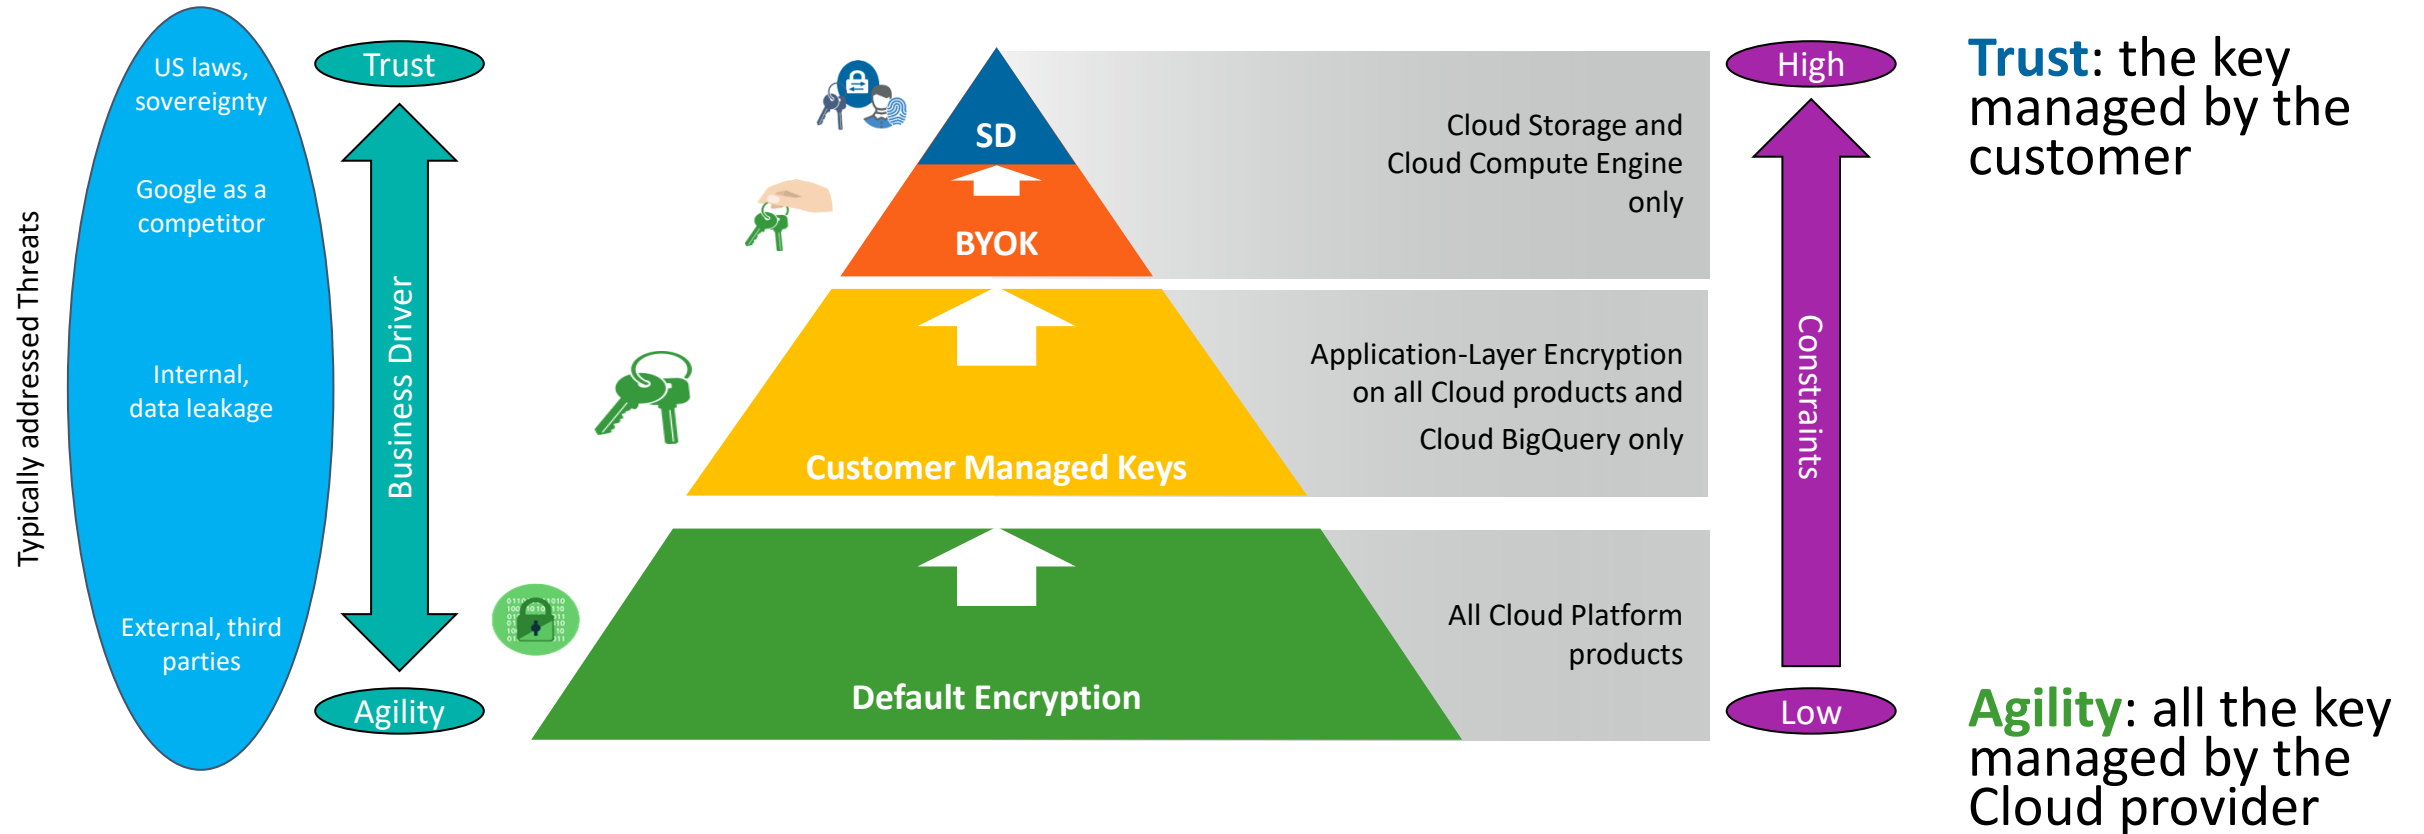 Typically addressed Threats
US laws,
sovereignty
Google as a
competitor
Internal,
data leakage
External, third
parties
Trust
Business Driver
Agility
SD
BYOK
Customer Managed Keys
Default Encryption
Cloud Storage and
Cloud Compute Engine
only
Application-Layer Encryption
on all Cloud products and
Cloud BigQuery only
All Cloud Platform
products
High
Constraints
Low
Trust: the key
managed by the
customer
Agility: all the key
managed by the
Cloud provider